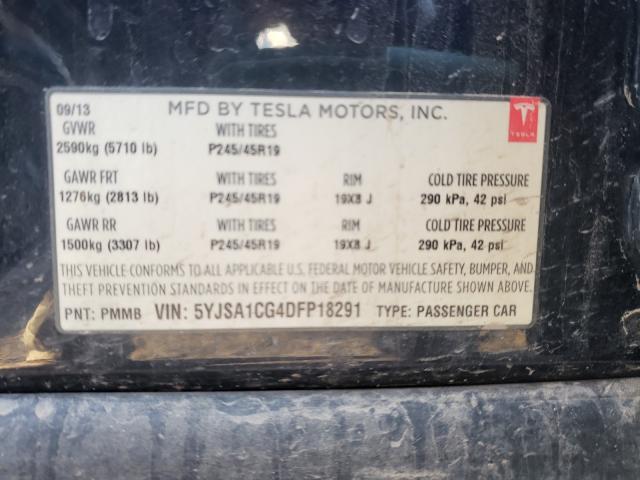 09/13 MFD BY TESLA MOTORS, INC.
GVWR WITH TIRES
2590kg (5710 lb) P245/45R19
TESLA
GAWR FRT WITH TIRES RIM COLD TIRE PRESSURE
1276kg (2813 lb) P245/45R19 19X8 J 290 kPa, 42 psi
GAWR RR WITH TIRES RIM COLD TIRE PRESSURE
1500kg (3307 lb) P245/45R19 19X8 J 290 kPa, 42 psi
THIS VEHICLE CONFORMS TO ALL APPLICABLE U.S. FEDERAL MOTOR VEHICLE SAFETY, BUMPER, AND
THEFT PREVENTION STANDARDS IN EFFECT ON THE DATE OF MANUFACTURE SHOWN ABOVE.
PNT: PMMB VIN: 5YJSA1CG4DFP18291 TYPE: PASSENGER CAR